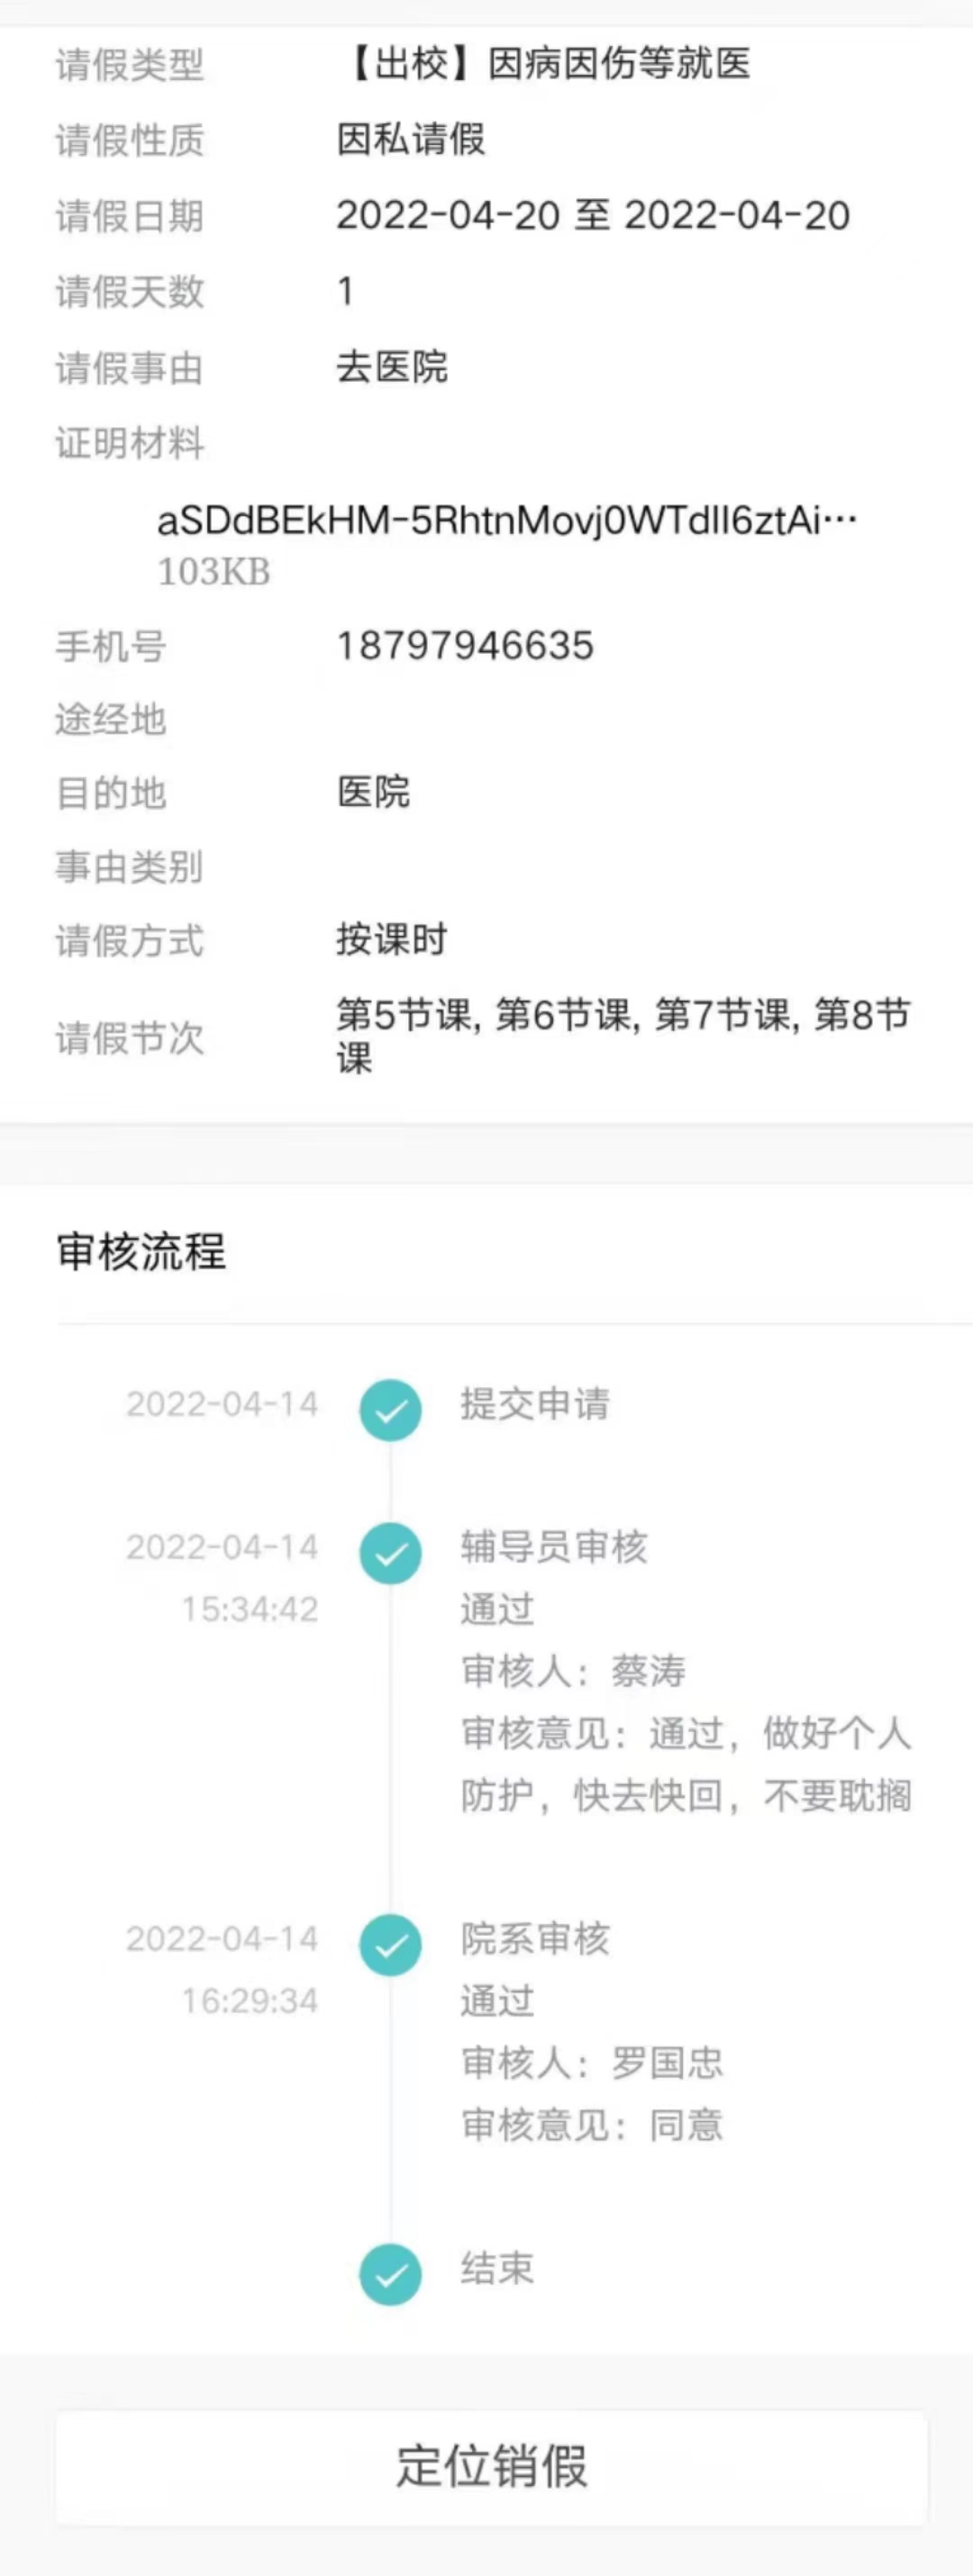 请假类型 【出校】因病因伤等就医
请假性质 因私请假
请假日期 2022-04-20 至 2022-04-20
请假天数 1
请假事由 去医院
证明材料
aSDdBEkHM-5RhtnMovj0WTdll6ztAi…
103KB
手机号 18797946635
途经地
目的地 医院
事由类别
请假方式 按课时
请假节次 第5节课, 第6节课, 第7节课, 第8节
课
审核流程
2022-04-14 提交申请
2022-04-14 辅导员审核
15:34:42 通过
审核人：蔡涛
审核意见：通过，做好个人
防护，快去快回，不要耽搁
2022-04-14 院系审核
16:29:34 通过
审核人：罗国忠
审核意见：同意
结束
定位销假